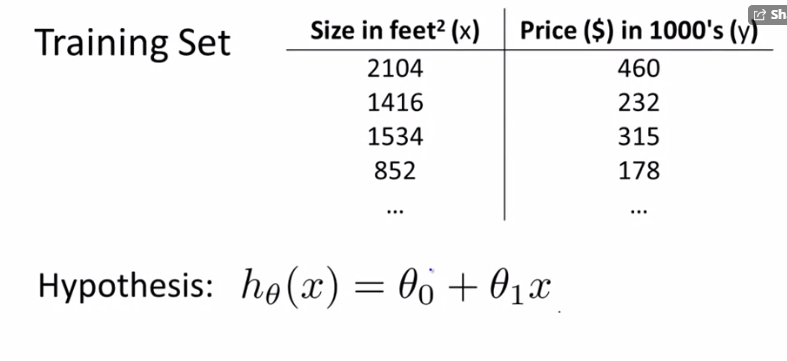 Sh
Training Set
Size in feet² (x) Price ($) in 1000's (y)
2104 460
1416 232
1534 315
852 178
... ...
Hypothesis: hθ(x) = θ0 + θ1x